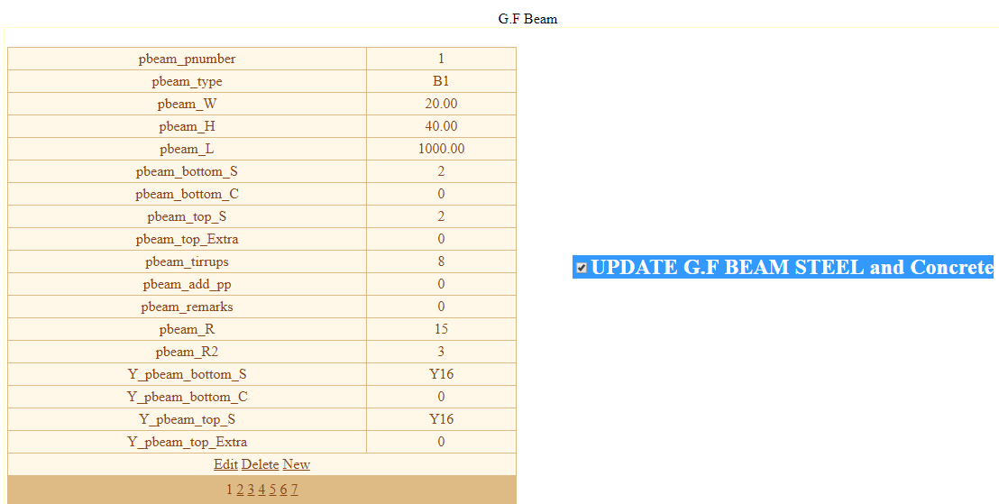 G.F Beam
pbeam_pnumber 1
pbeam_type B1
pbeam_W 20.00
pbeam_H 40.00
pbeam_L 1000.00
pbeam_bottom_S 2
pbeam_bottom_C 0
pbeam_top_S 2
pbeam_top_Extra 0
pbeam_tirrups 8
pbeam_add_pp 0
pbeam_remarks 0
pbeam_R 15
pbeam_R2 3
Y_pbeam_bottom_S Y16
Y_pbeam_bottom_C 0
Y_pbeam_top_S Y16
Y_pbeam_top_Extra 0
Edit Delete New
1 2 3 4 5 6 7
UPDATE G.F BEAM STEEL and Concrete